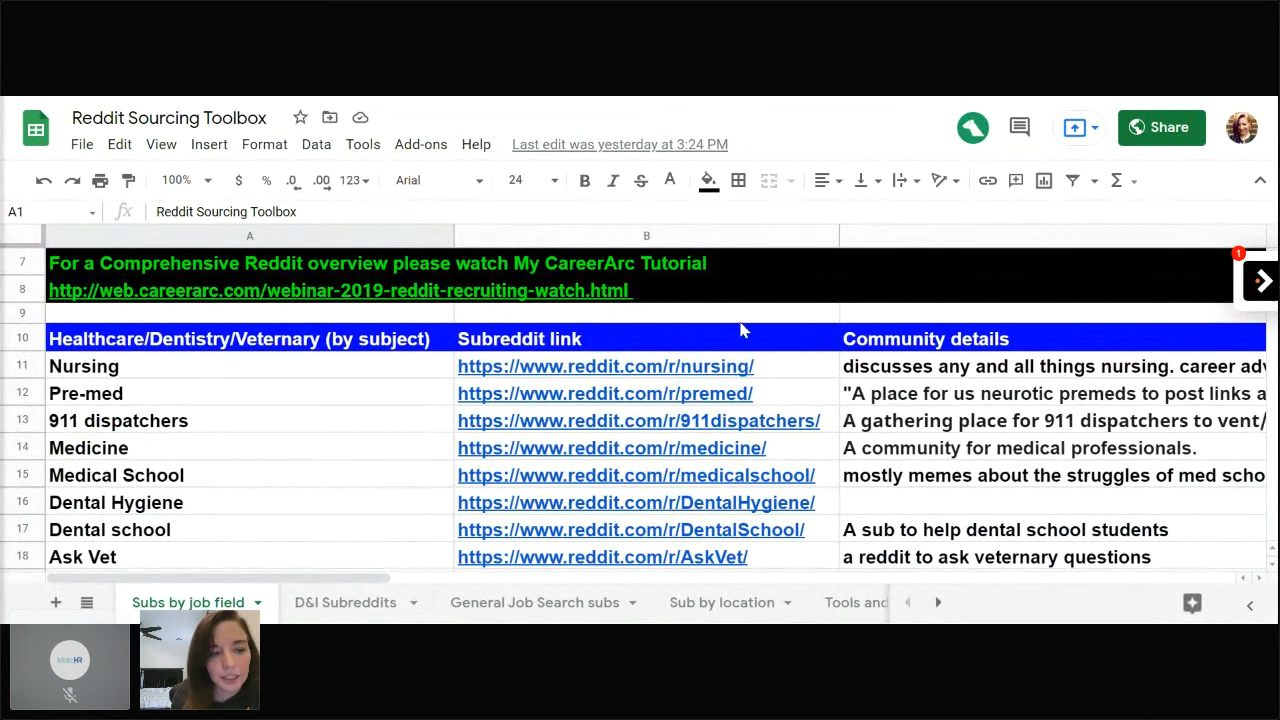 Reddit Sourcing Toolbox
File Edit View Insert Format Data Tools Add-ons Help Last edit was yesterday at 3:24 PM
Share
100% $ % .0 .00 123 Arial 24 B I S A
A1 fx Reddit Sourcing Toolbox
A B
7 For a Comprehensive Reddit overview please watch My CareerArc Tutorial
8 http://web.careerarc.com/webinar-2019-reddit-recruiting-watch.html
1
9
10 Healthcare/Dentistry/Veternary (by subject) Subreddit link Community details
11 Nursing https://www.reddit.com/r/nursing/ discusses any and all things nursing. career adv
12 Pre-med https://www.reddit.com/r/premed/ "A place for us neurotic premeds to post links a
13 911 dispatchers https://www.reddit.com/r/911dispatchers/ A gathering place for 911 dispatchers to vent/
14 Medicine https://www.reddit.com/r/medicine/ A community for medical professionals.
15 Medical School https://www.reddit.com/r/medicalschool/ mostly memes about the struggles of med scho
16 Dental Hygiene https://www.reddit.com/r/DentalHygiene/
17 Dental school https://www.reddit.com/r/DentalSchool/ A sub to help dental school students
18 Ask Vet https://www.reddit.com/r/AskVet/ a reddit to ask veternary questions
Subs by job field D&I Subreddits General Job Search subs Sub by location Tools and